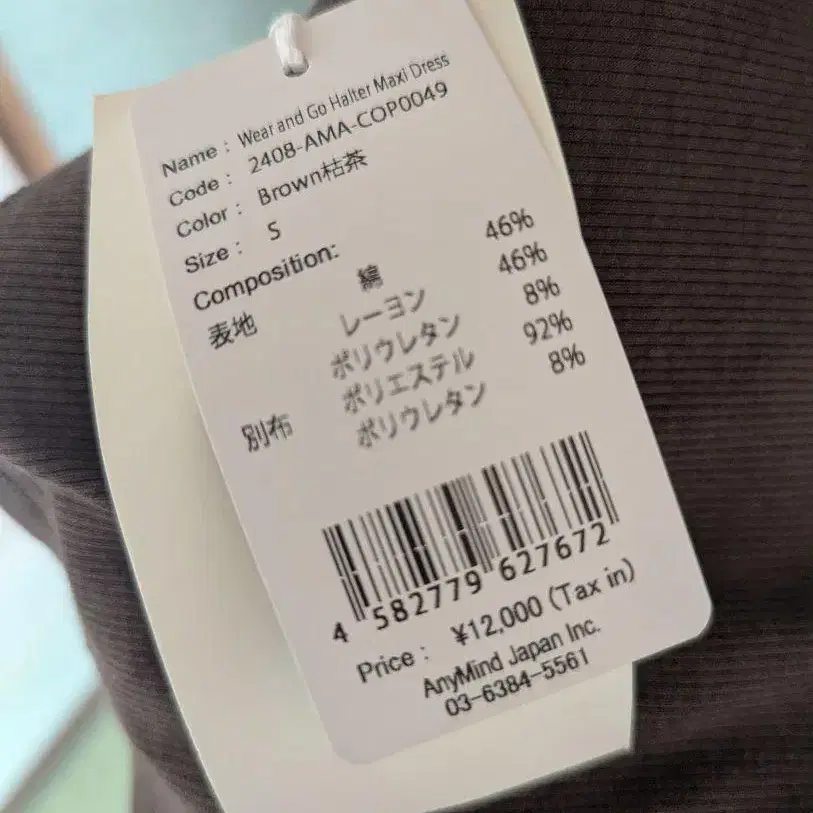 Name : Wear and Go Halter Maxi Dress
Code : 2408-AMA-COP0049
Color : Brown枯茶
Size : S
Composition:
表地 綿 46%
レーヨン 46%
ポリウレタン 8%
別布 ポリエステル 92%
ポリウレタン 8%
4 582779 627672
Price : ¥12,000 (Tax in)
AnyMind Japan Inc.
03-6384-5561